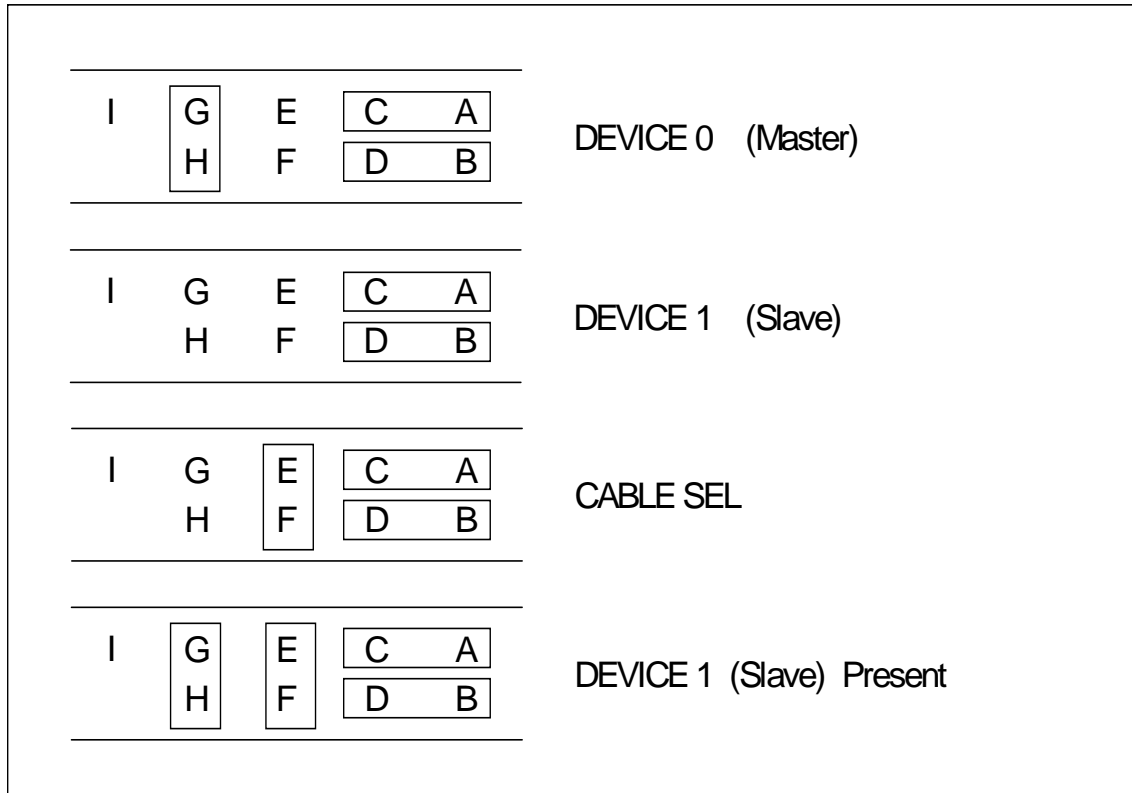 I G E C A
H F D B
DEVICE 0 (Master)
I G E C A
H F D B
DEVICE 1 (Slave)
I G E C A
H F D B
CABLE SEL
I G E C A
H F D B
DEVICE 1 (Slave) Present